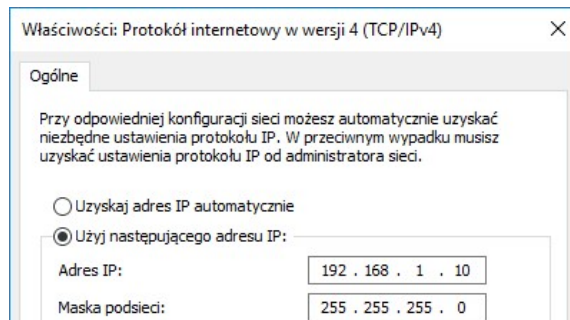 Właściwości: Protokół internetowy w wersji 4 (TCP/IPv4)
Ogólne
Przy odpowiedniej konfiguracji sieci możesz automatycznie uzyskać
niezbędne ustawienia protokołu IP. W przeciwnym wypadku musisz
uzyskać ustawienia protokołu IP od administratora sieci.
Uzyskaj adres IP automatycznie
Użyj następującego adresu IP:
Adres IP: 192 . 168 . 1 . 10
Maska podsieci: 255 . 255 . 255 . 0